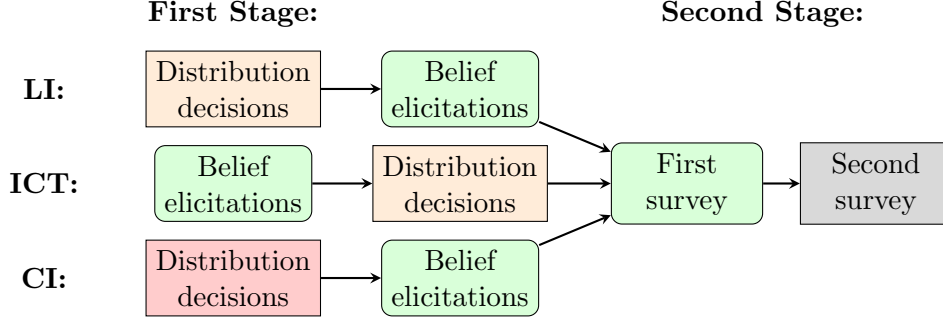 First Stage: Second Stage:
LI:
Distribution
decisions
Belief
elicitations
ICT:
Belief
elicitations
Distribution
decisions
First
survey
Second
survey
CI:
Distribution
decisions
Belief
elicitations